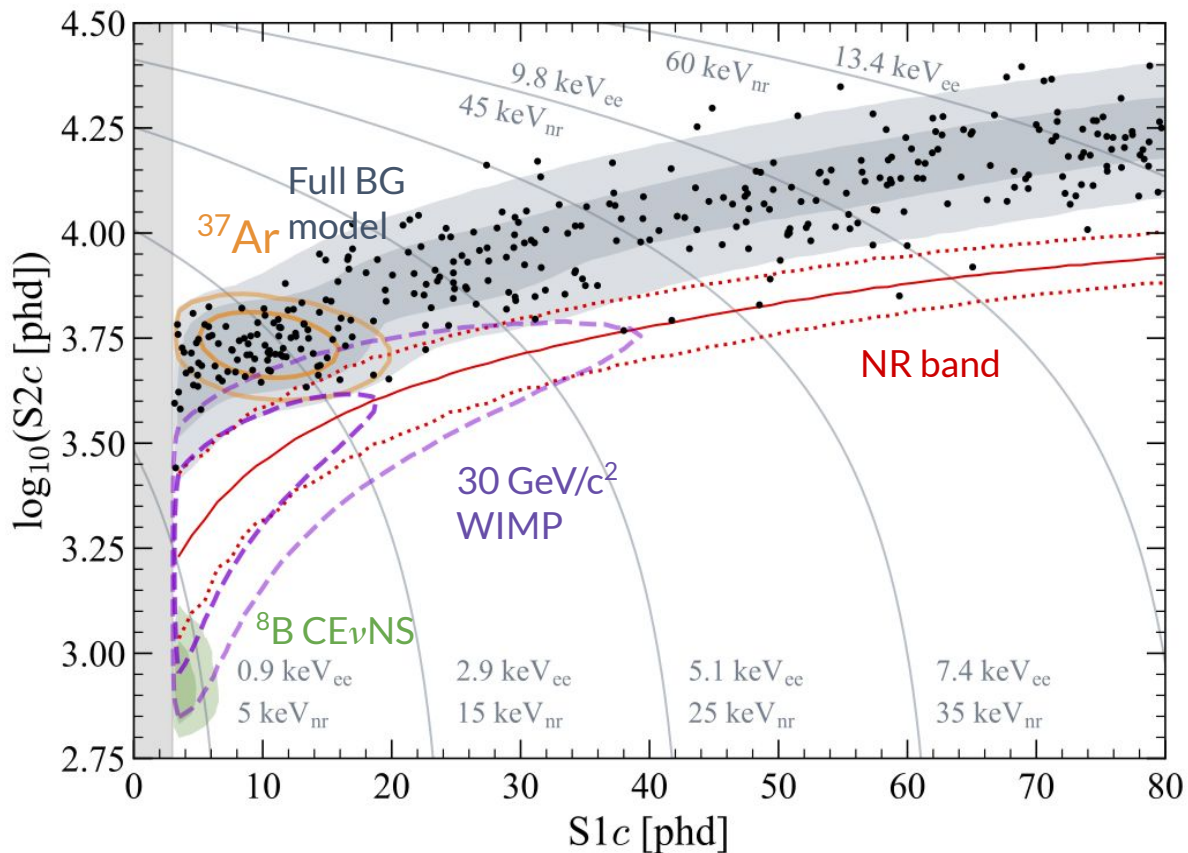 4.50
4.25
4.00
3.75
3.50
3.25
3.00
2.75
log₁₀(S2c [phd])
9.8 keVₑₑ
45 keVₙᵣ
60 keVₙᵣ
13.4 keVₑₑ
Full BG
model
³⁷Ar
NR band
30 GeV/c²
WIMP
⁸B CEνNS
0.9 keVₑₑ
5 keVₙᵣ
2.9 keVₑₑ
15 keVₙᵣ
5.1 keVₑₑ
25 keVₙᵣ
7.4 keVₑₑ
35 keVₙᵣ
0 10 20 30 40 50 60 70 80
S1c [phd]